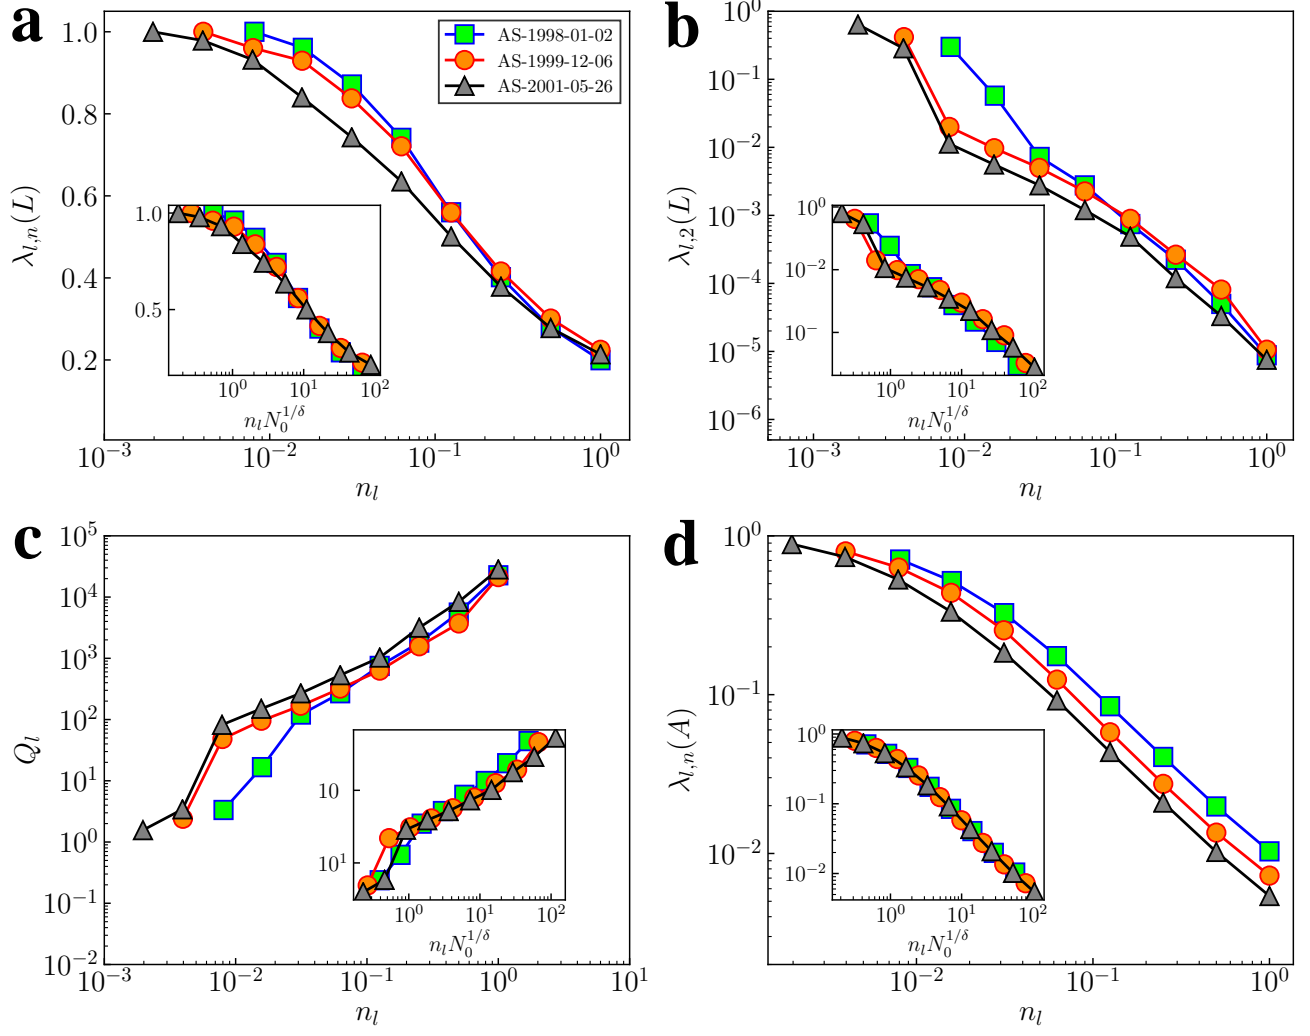 a
1.0
0.8
0.6
0.4
0.2
λ_{l,n}(L)
AS-1998-01-02
AS-1999-12-06
AS-2001-05-26
1.0
0.5
10^0 10^1 10^2
n_l N_0^{1/δ}
10^{-3} 10^{-2} 10^{-1} 10^0
n_l
b
10^0
10^{-1}
10^{-2}
10^{-3}
10^{-4}
10^{-5}
10^{-6}
λ_{l,2}(L)
10^0
10^{-2}
10^{-4}
10^0 10^1 10^2
n_l N_0^{1/δ}
10^{-3} 10^{-2} 10^{-1} 10^0
n_l
c
10^5
10^4
10^3
10^2
10^1
10^0
10^{-1}
10^{-2}
Q_l
10^1
10^0 10^1 10^2
n_l N_0^{1/δ}
10^{-3} 10^{-2} 10^{-1} 10^0 10^1
n_l
d
10^0
10^{-1}
10^{-2}
λ_{l,n}(A)
10^0
10^{-1}
10^{-2}
10^0 10^1 10^2
n_l N_0^{1/δ}
10^{-2} 10^{-1} 10^0
n_l